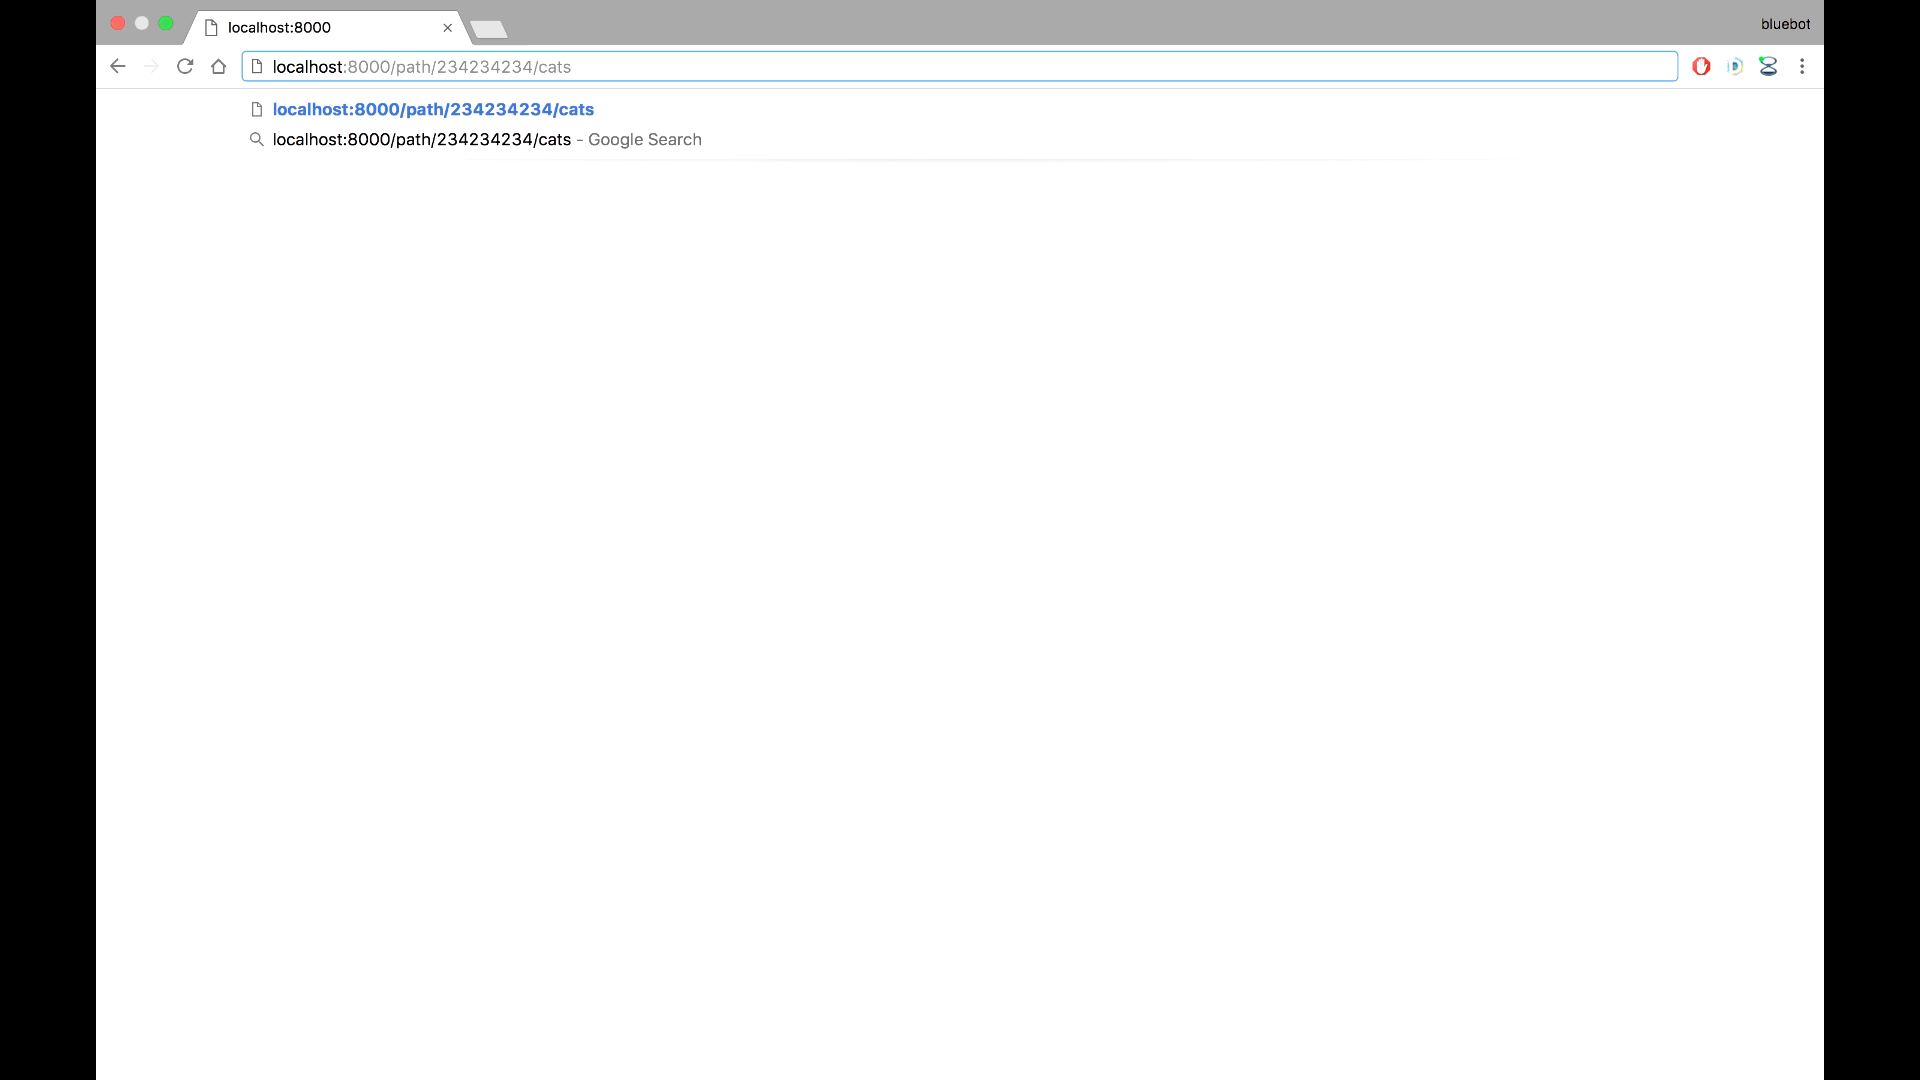 localhost:8000
bluebot
localhost:8000/path/234234234/cats
localhost:8000/path/234234234/cats
localhost:8000/path/234234234/cats - Google Search